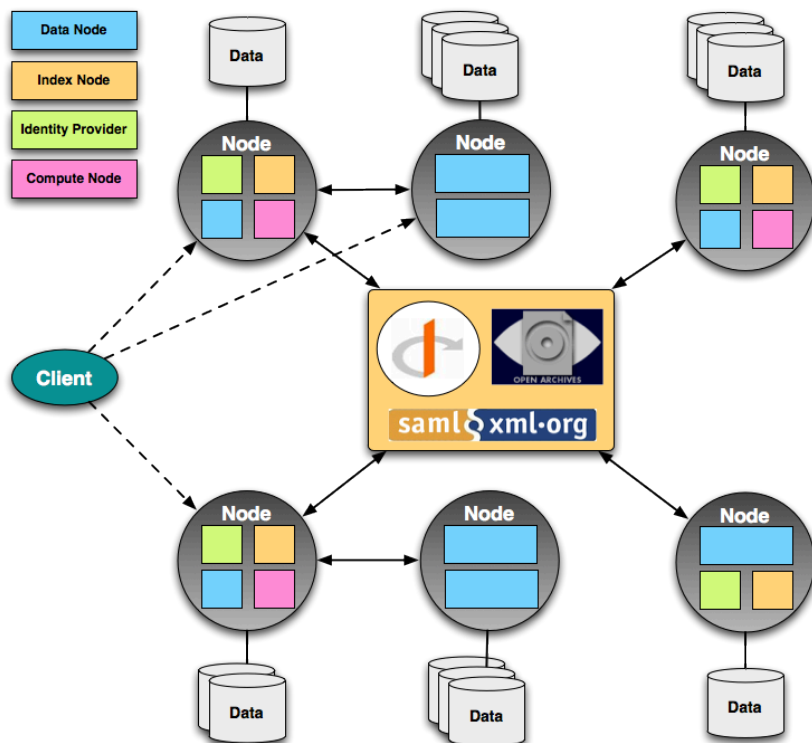 Data Node
Index Node
Identity Provider
Compute Node
Data
Data
Data
Node
Node
Node
Client
OPEN ARCHIVES
saml xml·org
Node
Node
Node
Data
Data
Data